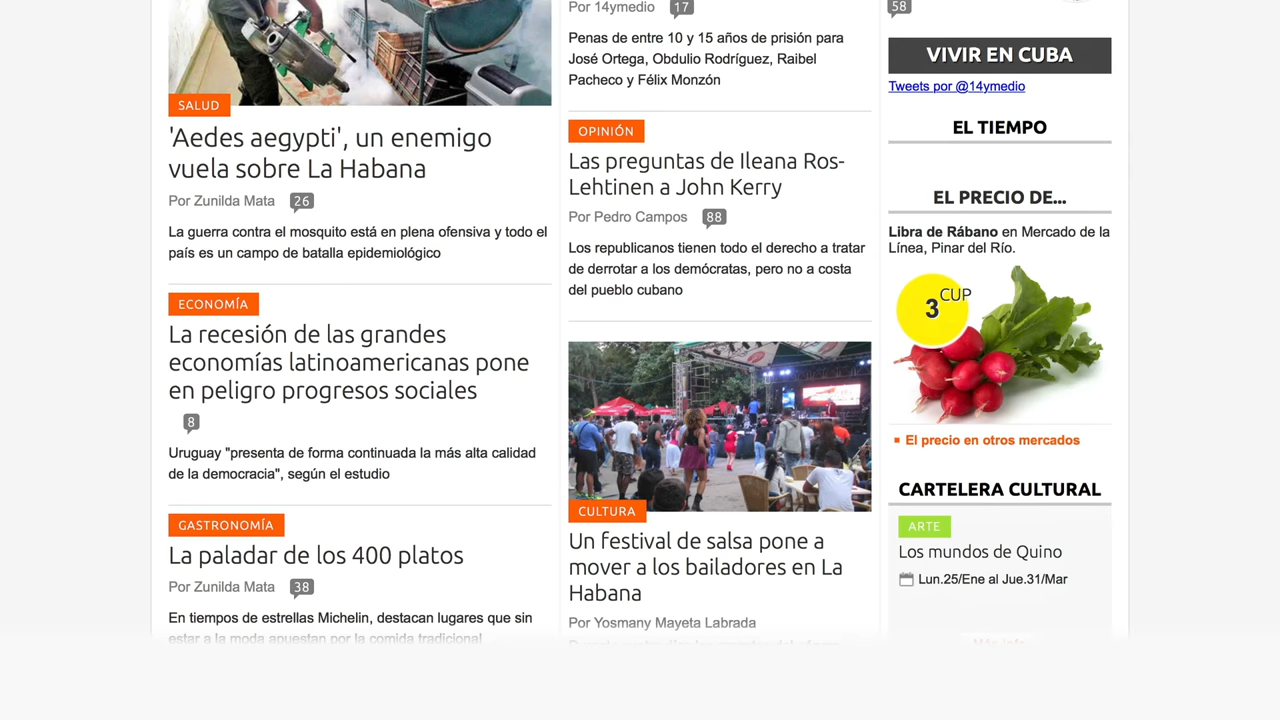 SALUD
'Aedes aegypti', un enemigo
vuela sobre La Habana
Por Zunilda Mata 26
La guerra contra el mosquito está en plena ofensiva y todo el
país es un campo de batalla epidemiológico
ECONOMÍA
La recesión de las grandes
economías latinoamericanas pone
en peligro progresos sociales
8
Uruguay "presenta de forma continuada la más alta calidad
de la democracia", según el estudio
GASTRONOMÍA
La paladar de los 400 platos
Por Zunilda Mata 38
En tiempos de estrellas Michelin, destacan lugares que sin
estar a la moda apuestan por la comida tradicional
Por 14ymedio 17
Penas de entre 10 y 15 años de prisión para
José Ortega, Obdulio Rodríguez, Raibel
Pacheco y Félix Monzón
OPINIÓN
Las preguntas de Ileana Ros-
Lehtinen a John Kerry
Por Pedro Campos 88
Los republicanos tienen todo el derecho a tratar
de derrotar a los demócratas, pero no a costa
del pueblo cubano
CULTURA
Un festival de salsa pone a
mover a los bailadores en La
Habana
Por Yosmany Mayeta Labrada
58
VIVIR EN CUBA
Tweets por @14ymedio
EL TIEMPO
EL PRECIO DE...
Libra de Rábano en Mercado de la
Línea, Pinar del Río.
3 CUP
El precio en otros mercados
CARTELERA CULTURAL
ARTE
Los mundos de Quino
Lun.25/Ene al Jue.31/Mar